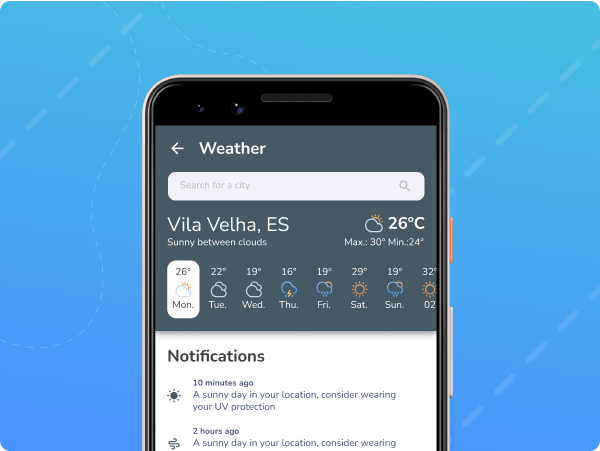 Weather
Search for a city
Vila Velha, ES
26°C
Sunny between clouds
Max.: 30° Min.:24°
26° 22° 19° 16° 19° 29° 19° 32°
Mon. Tue. Wed. Thu. Fri. Sat. Sun. 02
Notifications
10 minutes ago
A sunny day in your location, consider wearing
your UV protection
2 hours ago
A sunny day in your location, consider wearing